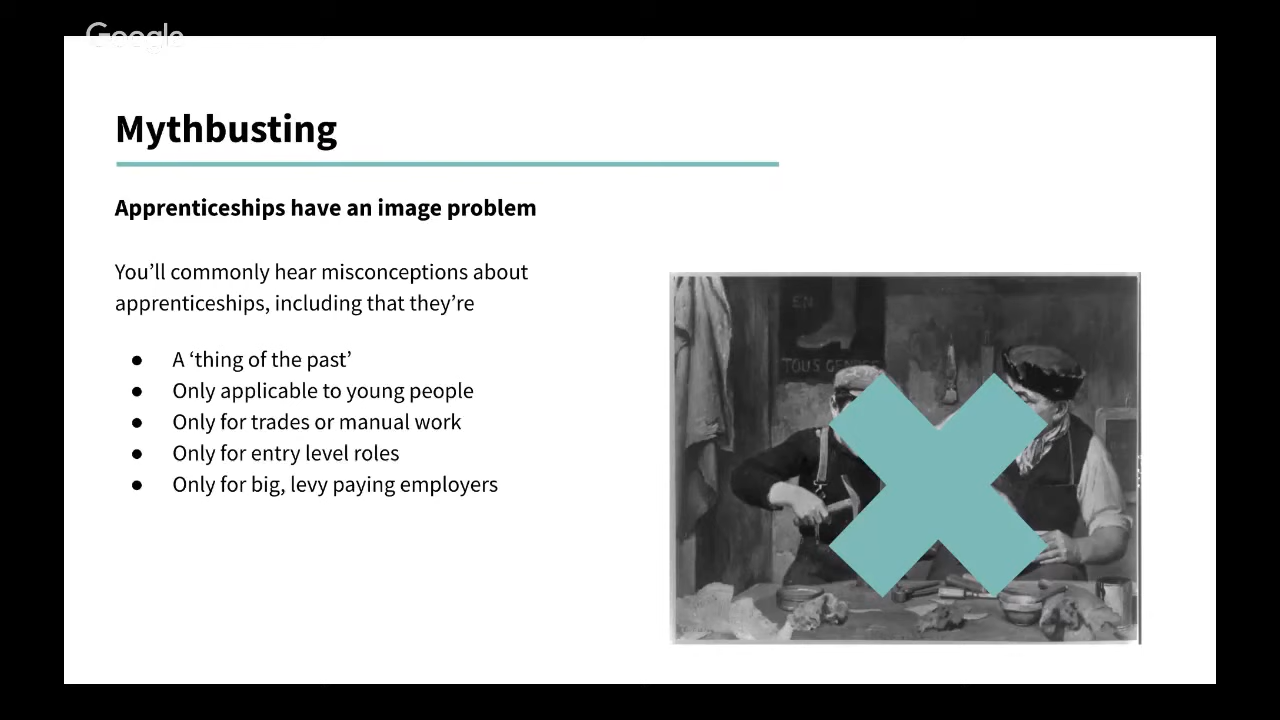 Google
Mythbusting
Apprenticeships have an image problem
You’ll commonly hear misconceptions about
apprenticeships, including that they’re
● A ‘thing of the past’
● Only applicable to young people
● Only for trades or manual work
● Only for entry level roles
● Only for big, levy paying employers
EN
TOUS GENRES